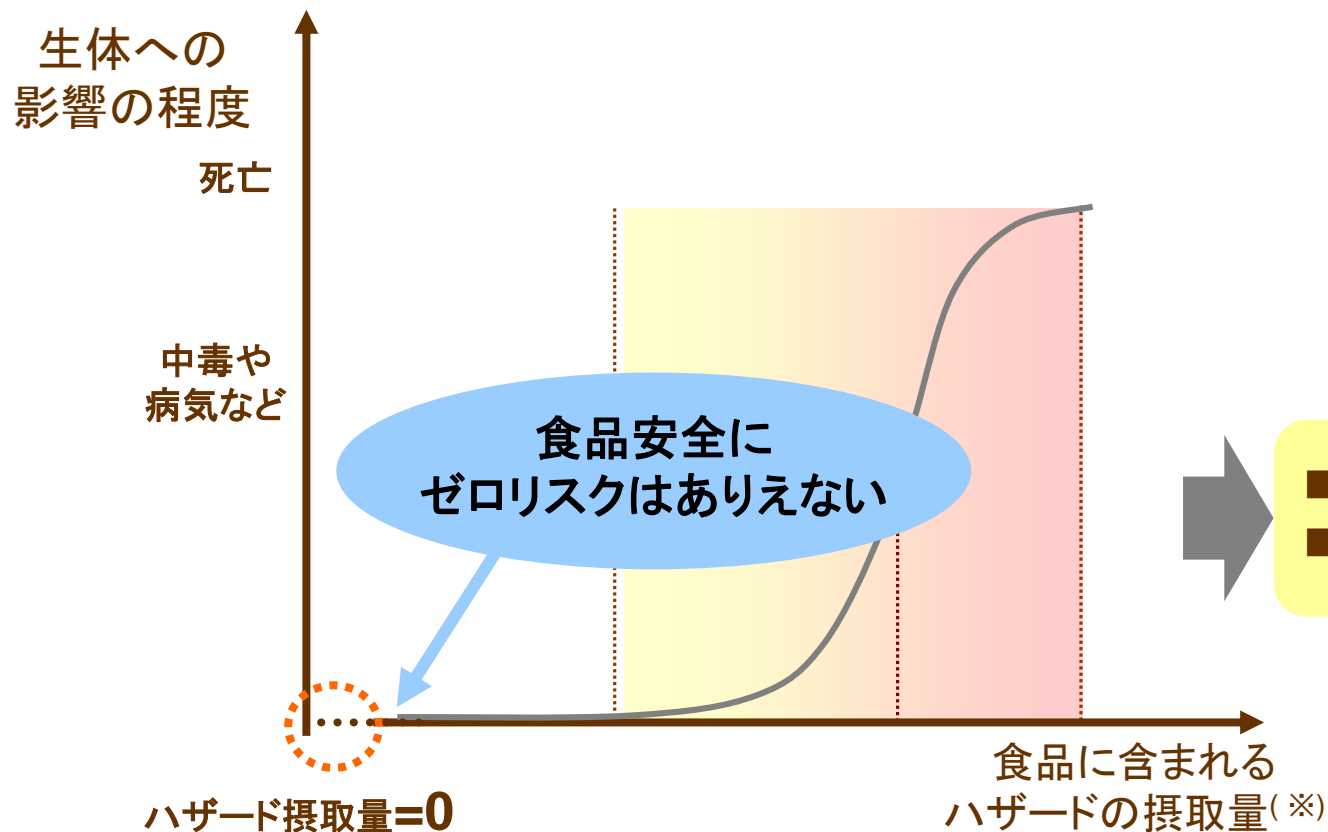 生体への
影響の程度
死亡
中毒や
病気など
食品安全に
ゼロリスクはありえない
ハザード摂取量=0
食品に含まれる
ハザードの摂取量(※)